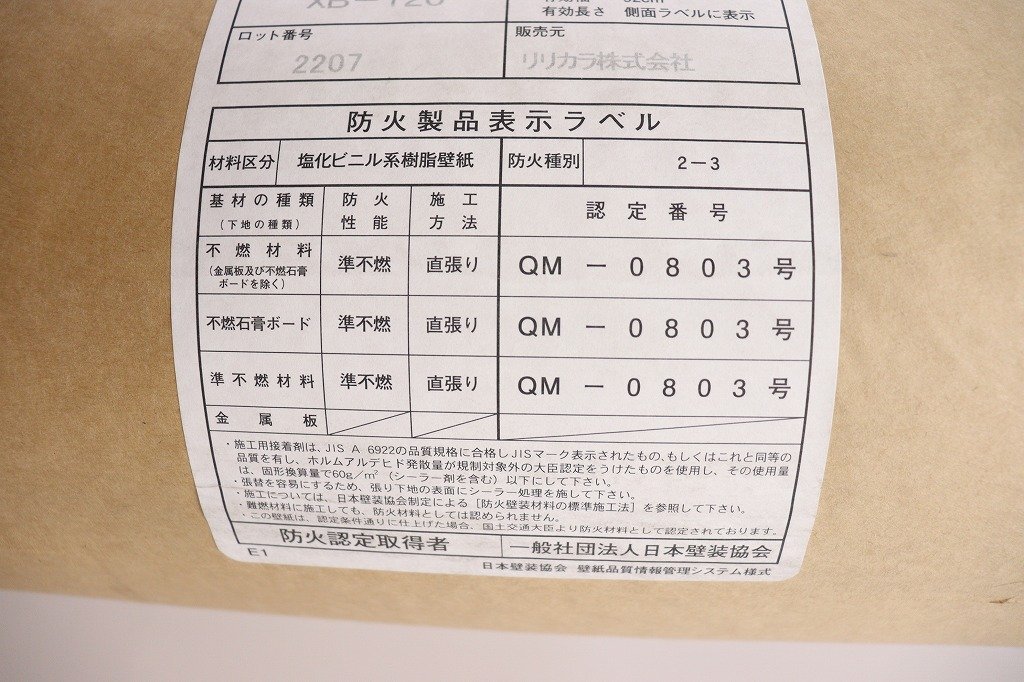 有効長さ 側面ラベルに表示
ロット番号 販売元
2207 リリカラ株式会社
防火製品表示ラベル
材料区分 塩化ビニル系樹脂壁紙 防火種別 2-3
基材の種類 防火 施工 認定番号
(下地の種類) 性能 方法
不燃材料 準不燃 直張り QM-0803号
(金属板及び不燃石膏
ボードを除く)
不燃石膏ボード 準不燃 直張り QM-0803号
準不燃材料 準不燃 直張り QM-0803号
金属板
・施工用接着剤は、JIS A 6922の品質規格に合格しJISマーク表示されたもの、もしくはこれと同等の
品質を有し、ホルムアルデヒド発散量が規制対象外の大臣認定をうけたものを使用し、その使用量
は、固形換算量で60g/m²(シーラー剤を含む)以下にして下さい。
・張替を容易にするため、張り下地の表面にシーラー処理を施して下さい。
・施工については、日本壁装協会制定による[防火壁装材料の標準施工法]を参照して下さい。
・難燃材料に施工しても、防火材料としては認められません。
・この壁紙は、認定条件通りに仕上げた場合、国土交通大臣より防火材料として認定されております。
防火認定取得者 一般社団法人日本壁装協会
E1 日本壁装協会 壁紙品質情報管理システム様式